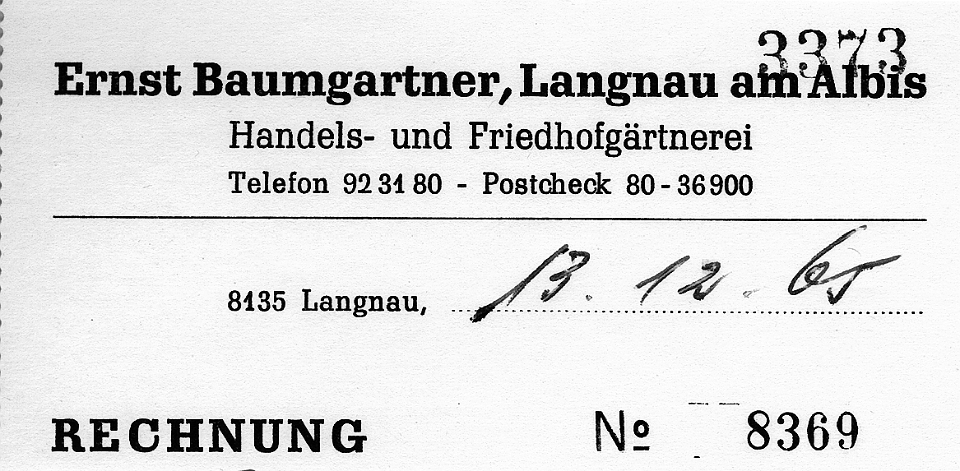 3373
Ernst Baumgartner, Langnau am Albis
Handels- und Friedhofgärtnerei
Telefon 92 31 80 - Postcheck 80-36900
8135 Langnau, 13. 12. 65
RECHNUNG No 8369